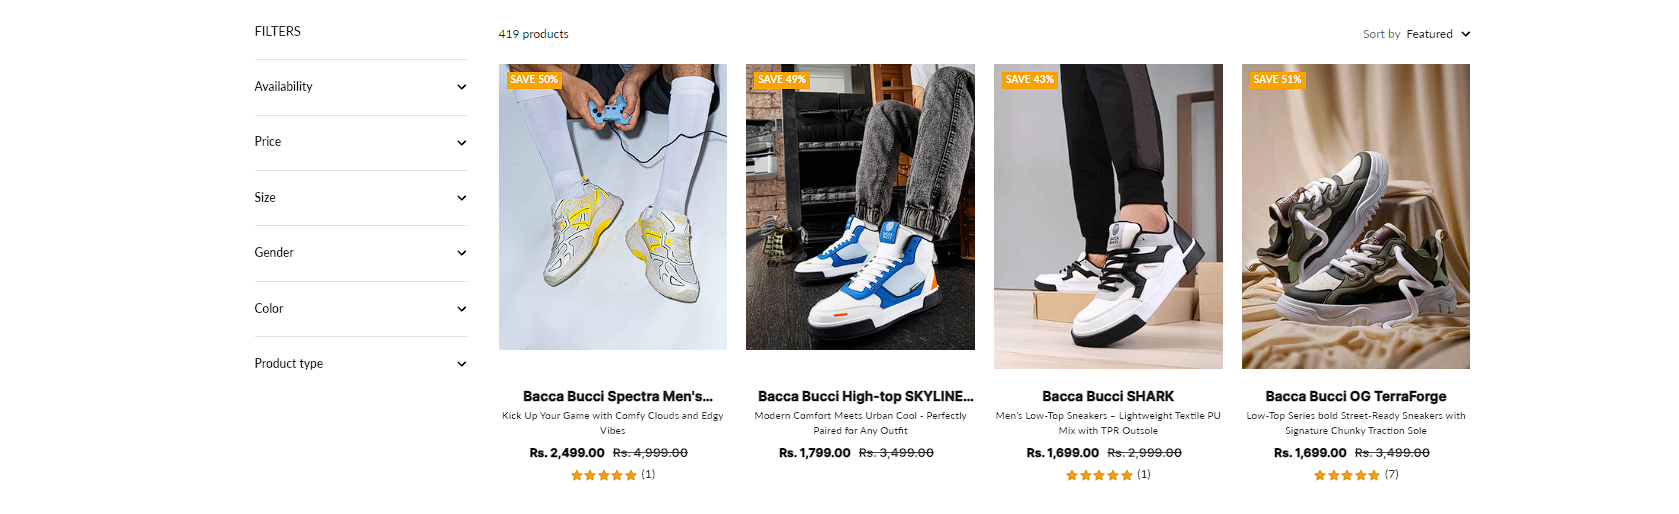 FILTERS
Availability
Price
Size
Gender
Color
Product type
419 products
Sort by Featured
SAVE 50%
Bacca Bucci Spectra Men's...
Kick Up Your Game with Comfy Clouds and Edgy
Vibes
Rs. 2,499.00 Rs. 4,999.00
(1)
SAVE 49%
Bacca Bucci High-top SKYLINE...
Modern Comfort Meets Urban Cool - Perfectly
Paired for Any Outfit
Rs. 1,799.00 Rs. 3,499.00
SAVE 43%
Bacca Bucci SHARK
Men's Low-Top Sneakers – Lightweight Textile PU
Mix with TPR Outsole
Rs. 1,699.00 Rs. 2,999.00
(1)
SAVE 51%
Bacca Bucci OG TerraForge
Low-Top Series bold Street-Ready Sneakers with
Signature Chunky Traction Sole
Rs. 1,699.00 Rs. 3,499.00
(7)